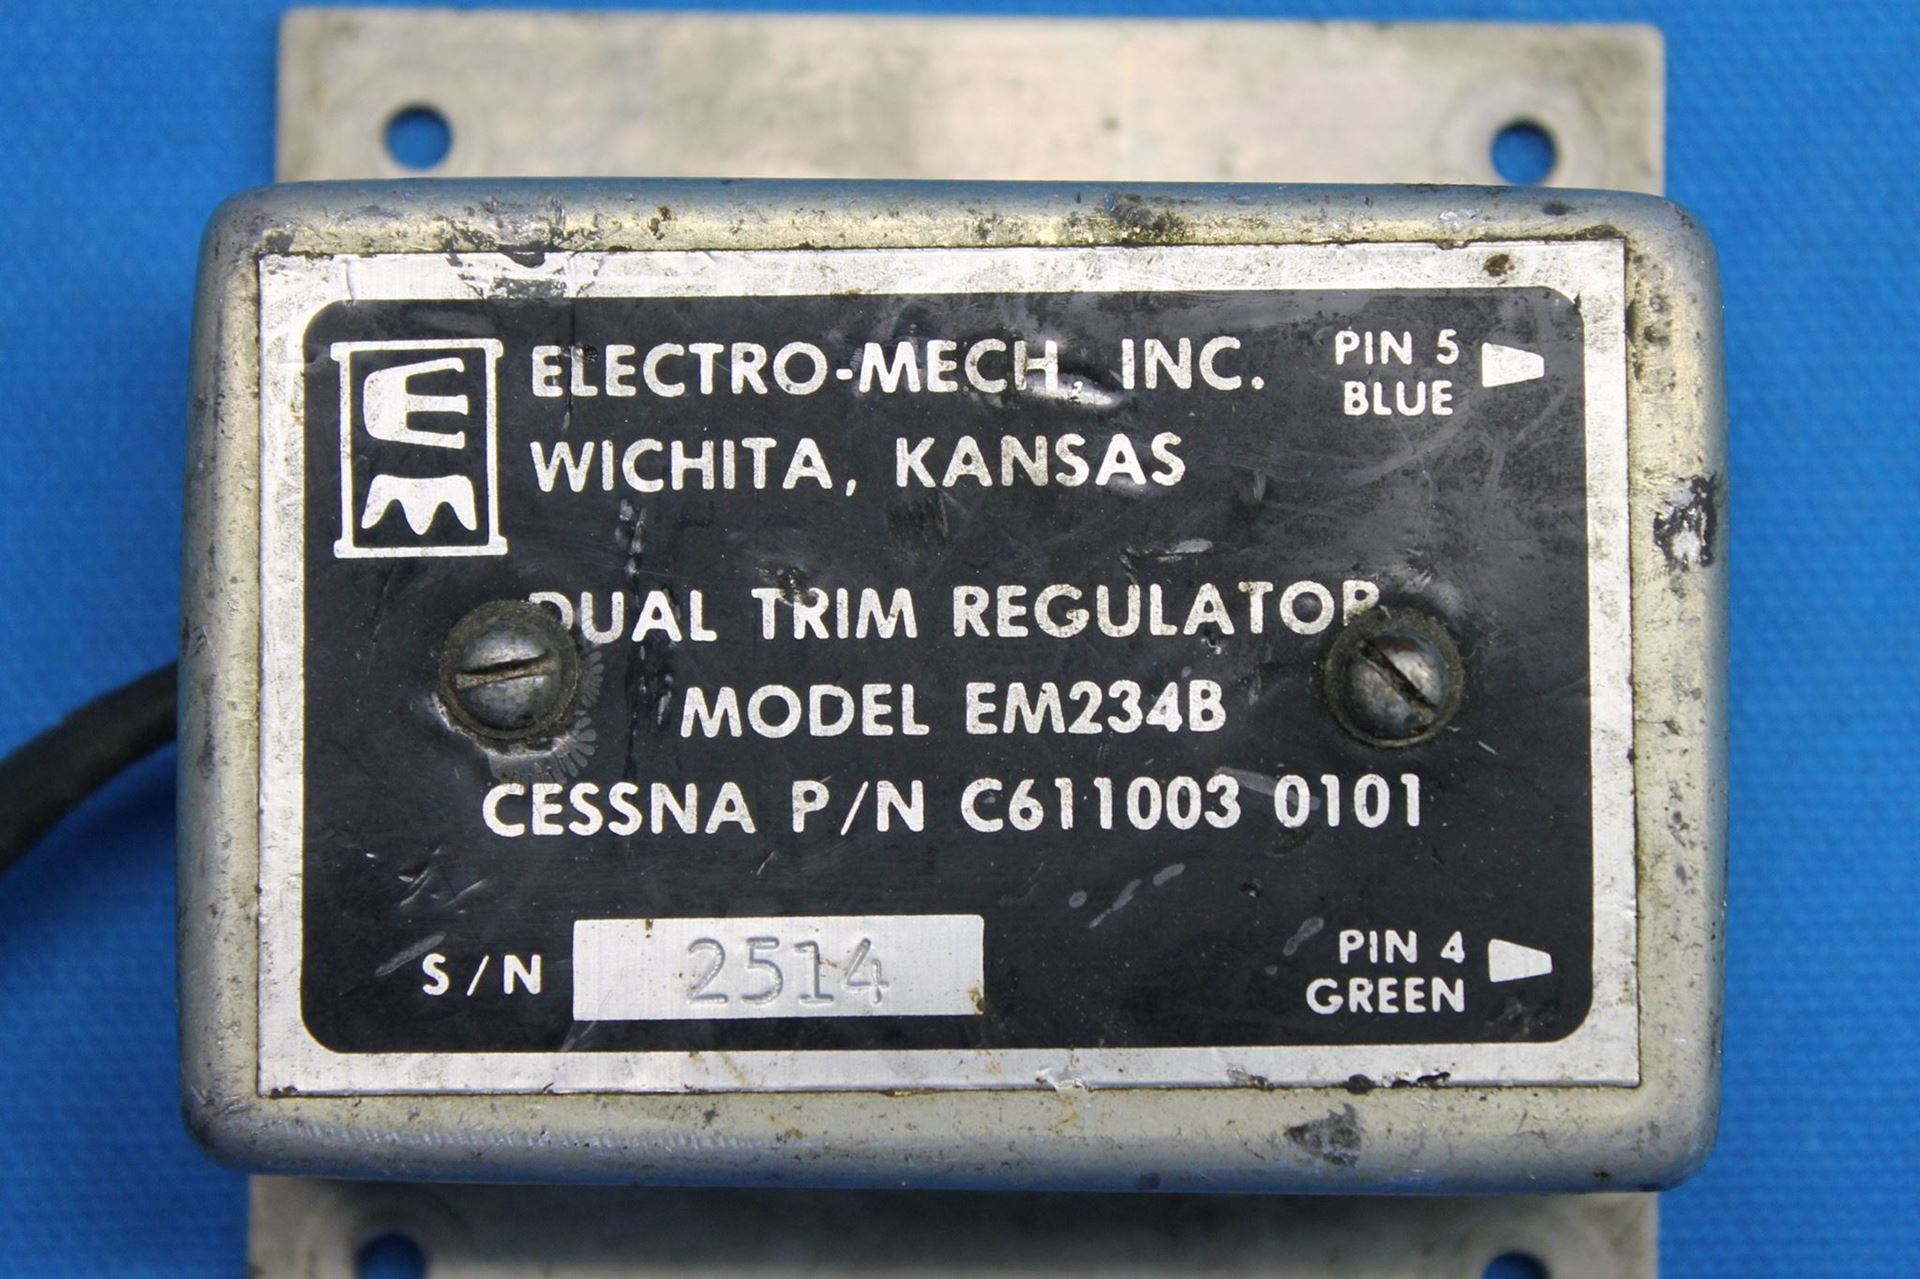 EM
ELECTRO-MECH, INC.
WICHITA, KANSAS
PIN 5
BLUE
DUAL TRIM REGULATOR
MODEL EM234B
CESSNA P/N C611003 0101
S/N 2514
PIN 4
GREEN